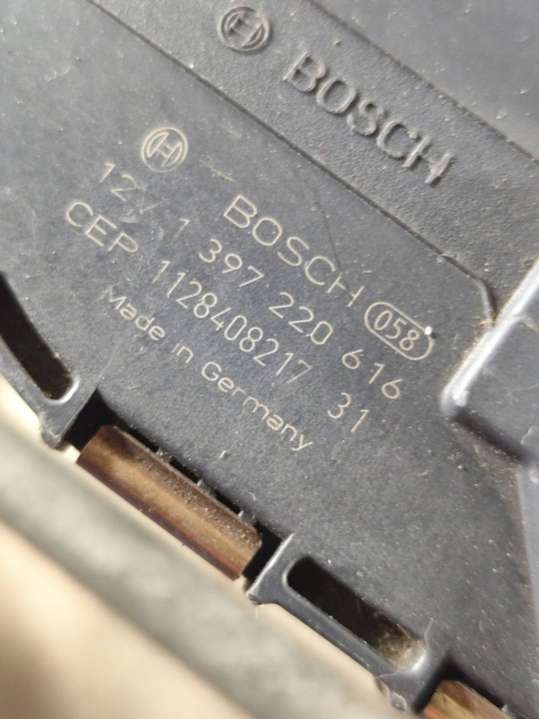 BOSCH
BOSCH 058
12V 1 397 220 616
CEP 1128408217 31
Made in Germany